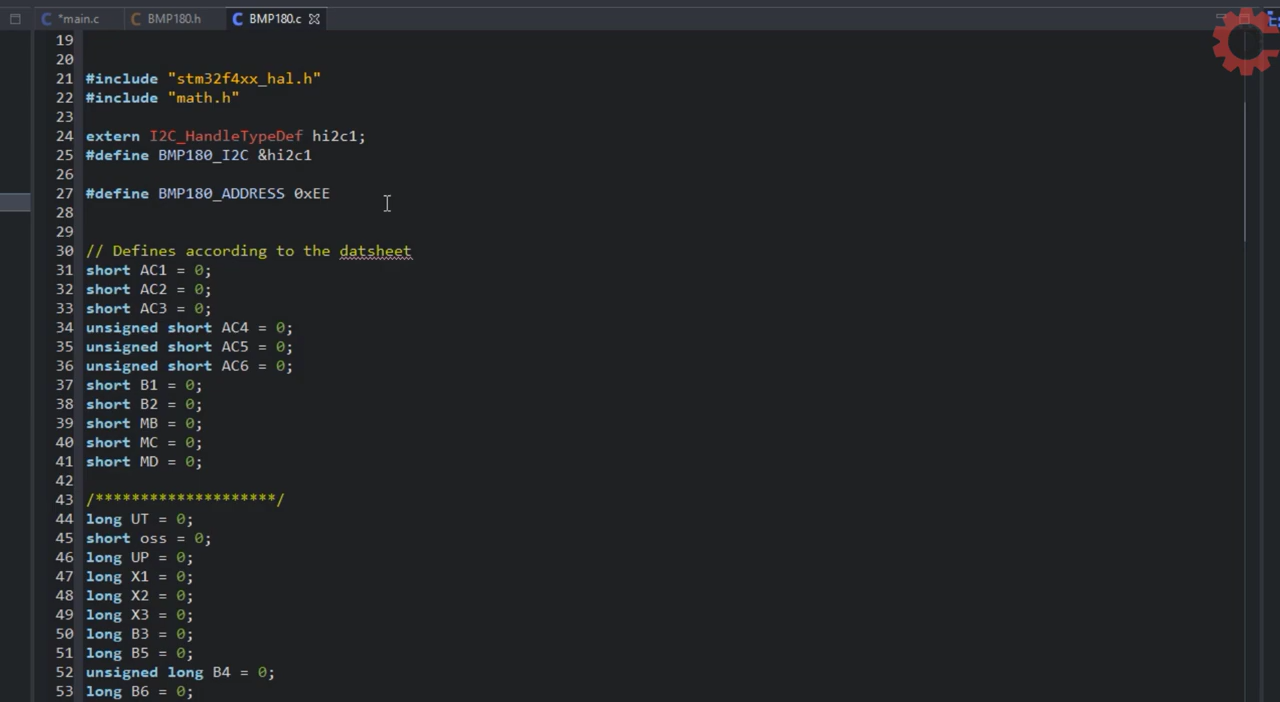 *main.c BMP180.h BMP180.c
19
20
21 #include "stm32f4xx_hal.h"
22 #include "math.h"
23
24 extern I2C_HandleTypeDef hi2c1;
25 #define BMP180_I2C &hi2c1
26
27 #define BMP180_ADDRESS 0xEE
28
29
30 // Defines according to the datsheet
31 short AC1 = 0;
32 short AC2 = 0;
33 short AC3 = 0;
34 unsigned short AC4 = 0;
35 unsigned short AC5 = 0;
36 unsigned short AC6 = 0;
37 short B1 = 0;
38 short B2 = 0;
39 short MB = 0;
40 short MC = 0;
41 short MD = 0;
42
43 /********************/
44 long UT = 0;
45 short oss = 0;
46 long UP = 0;
47 long X1 = 0;
48 long X2 = 0;
49 long X3 = 0;
50 long B3 = 0;
51 long B5 = 0;
52 unsigned long B4 = 0;
53 long B6 = 0;